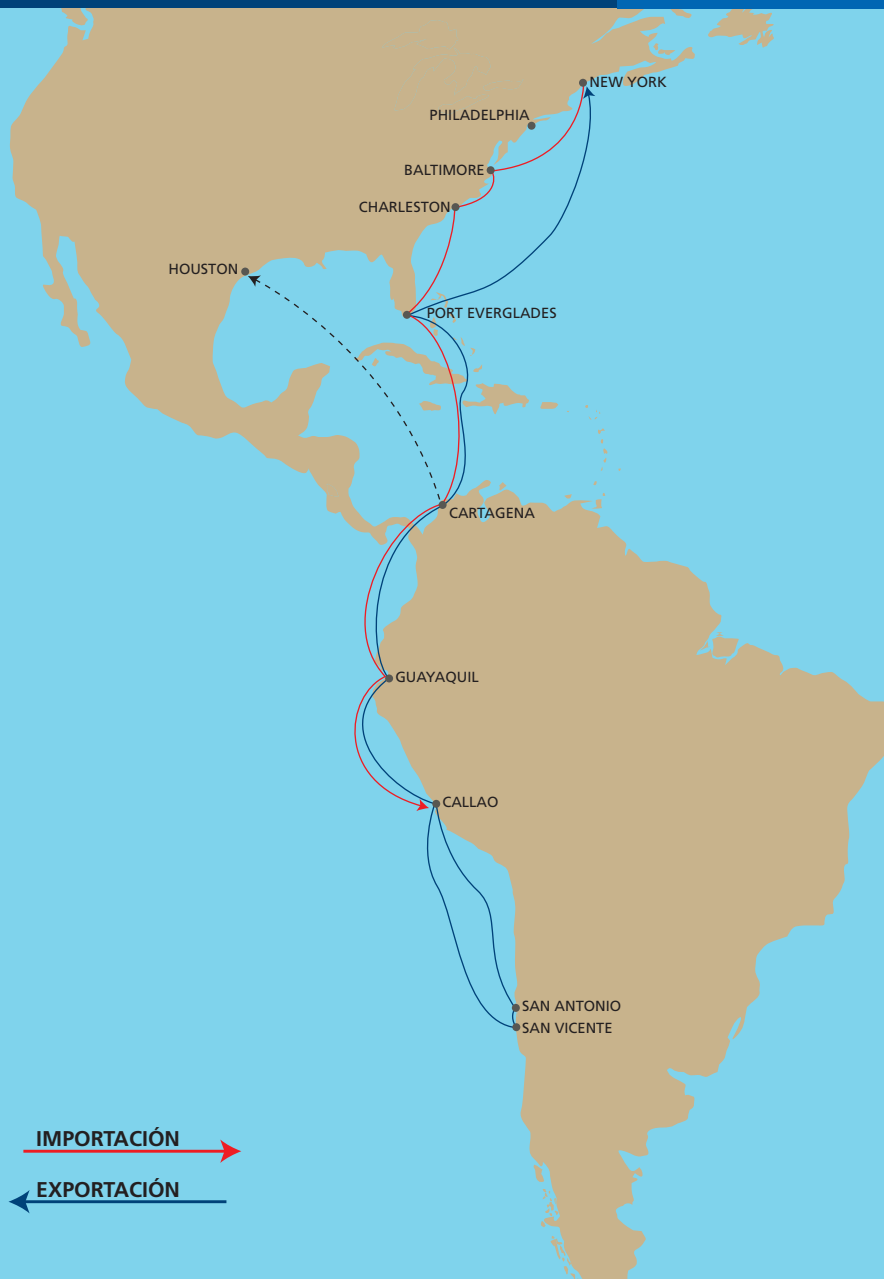 NEW YORK
PHILADELPHIA
BALTIMORE
CHARLESTON
HOUSTON
PORT EVERGLADES
CARTAGENA
GUAYAQUIL
CALLAO
SAN ANTONIO
SAN VICENTE
IMPORTACIÓN
EXPORTACIÓN